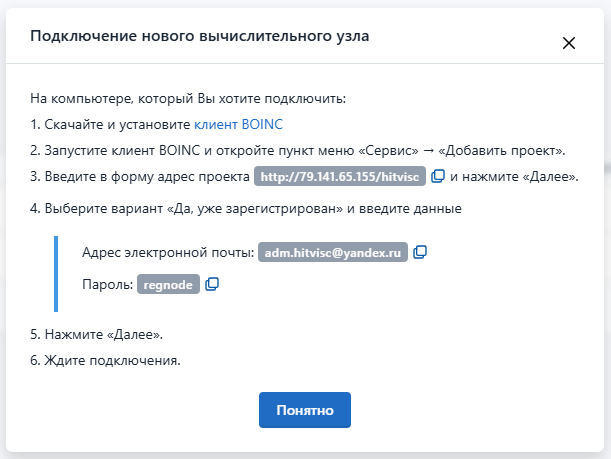 Подключение нового вычислительного узла
На компьютере, который Вы хотите подключить:
1. Скачайте и установите клиент BOINC
2. Запустите клиент BOINC и откройте пункт меню «Сервис» → «Добавить проект».
3. Введите в форму адрес проекта http://79.141.65.155/hitvisc и нажмите «Далее».
4. Выберите вариант «Да, уже зарегистрирован» и введите данные
Адрес электронной почты: adm.hitvisc@yandex.ru
Пароль: regnode
5. Нажмите «Далее».
6. Ждите подключения.
Понятно